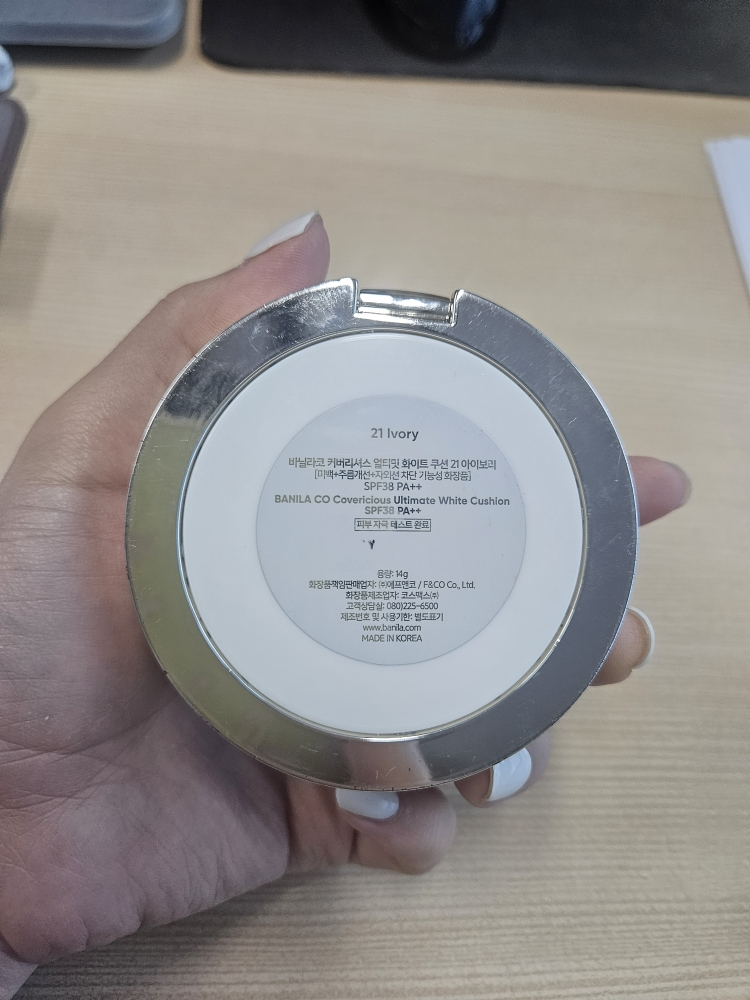 21 Ivory
바닐라코 커버리셔스 얼티밋 화이트 쿠션 21 아이보리
[미백+주름개선+자외선 차단 기능성 화장품]
SPF38 PA++
BANILA CO Covericious Ultimate White Cushion
SPF38 PA++
피부 자극 테스트 완료
용량: 14g
화장품책임판매업자: ㈜에프앤코 / F&CO Co., Ltd.
화장품제조업자: 코스맥스㈜
고객상담실: 080)225-6500
제조번호 및 사용기한: 별도표기
www.banila.com
MADE IN KOREA